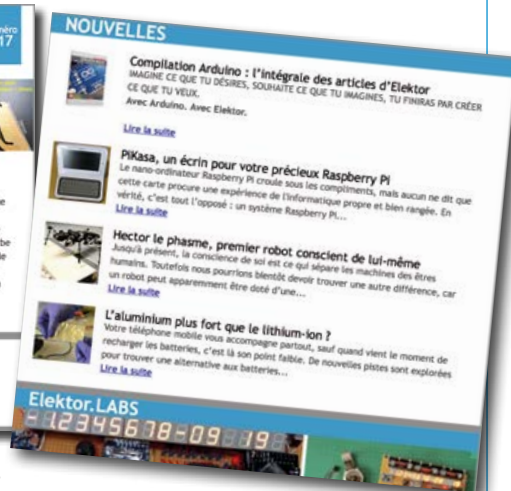 NOUVELLES
Compilation Arduino : l'intégrale des articles d'Elektor
IMAGINE CE QUE TU DÉSIRES, SOUHAITE CE QUE TU IMAGINES, TU FINIRAS PAR CRÉER
CE QUE TU VEUX.
Avec Arduino. Avec Elektor.
Lire la suite
PiKasa, un écrin pour votre précieux Raspberry Pi
Le nano-ordinateur Raspberry Pi croule sous les compliments, mais aucun ne dit que
cette carte procure une expérience de l'informatique propre et bien rangée. En
vérité, c'est tout l'opposé : un système Raspberry Pi...
Lire la suite
Hector le phasme, premier robot conscient de lui-même
Jusqu'à présent, la conscience de soi est ce qui sépare les machines des êtres
humains. Toutefois nous pourrions bientôt devoir trouver une autre différence, car
un robot peut apparemment être doté d'une...
Lire la suite
L'aluminium plus fort que le lithium-ion ?
Votre téléphone mobile vous accompagne partout, sauf quand vient le moment de
recharger les batteries, c'est là son point faible. De nouvelles pistes sont explorées
pour trouver une alternative aux batteries...
Lire la suite
Elektor.LABS
12345678-09 19
17